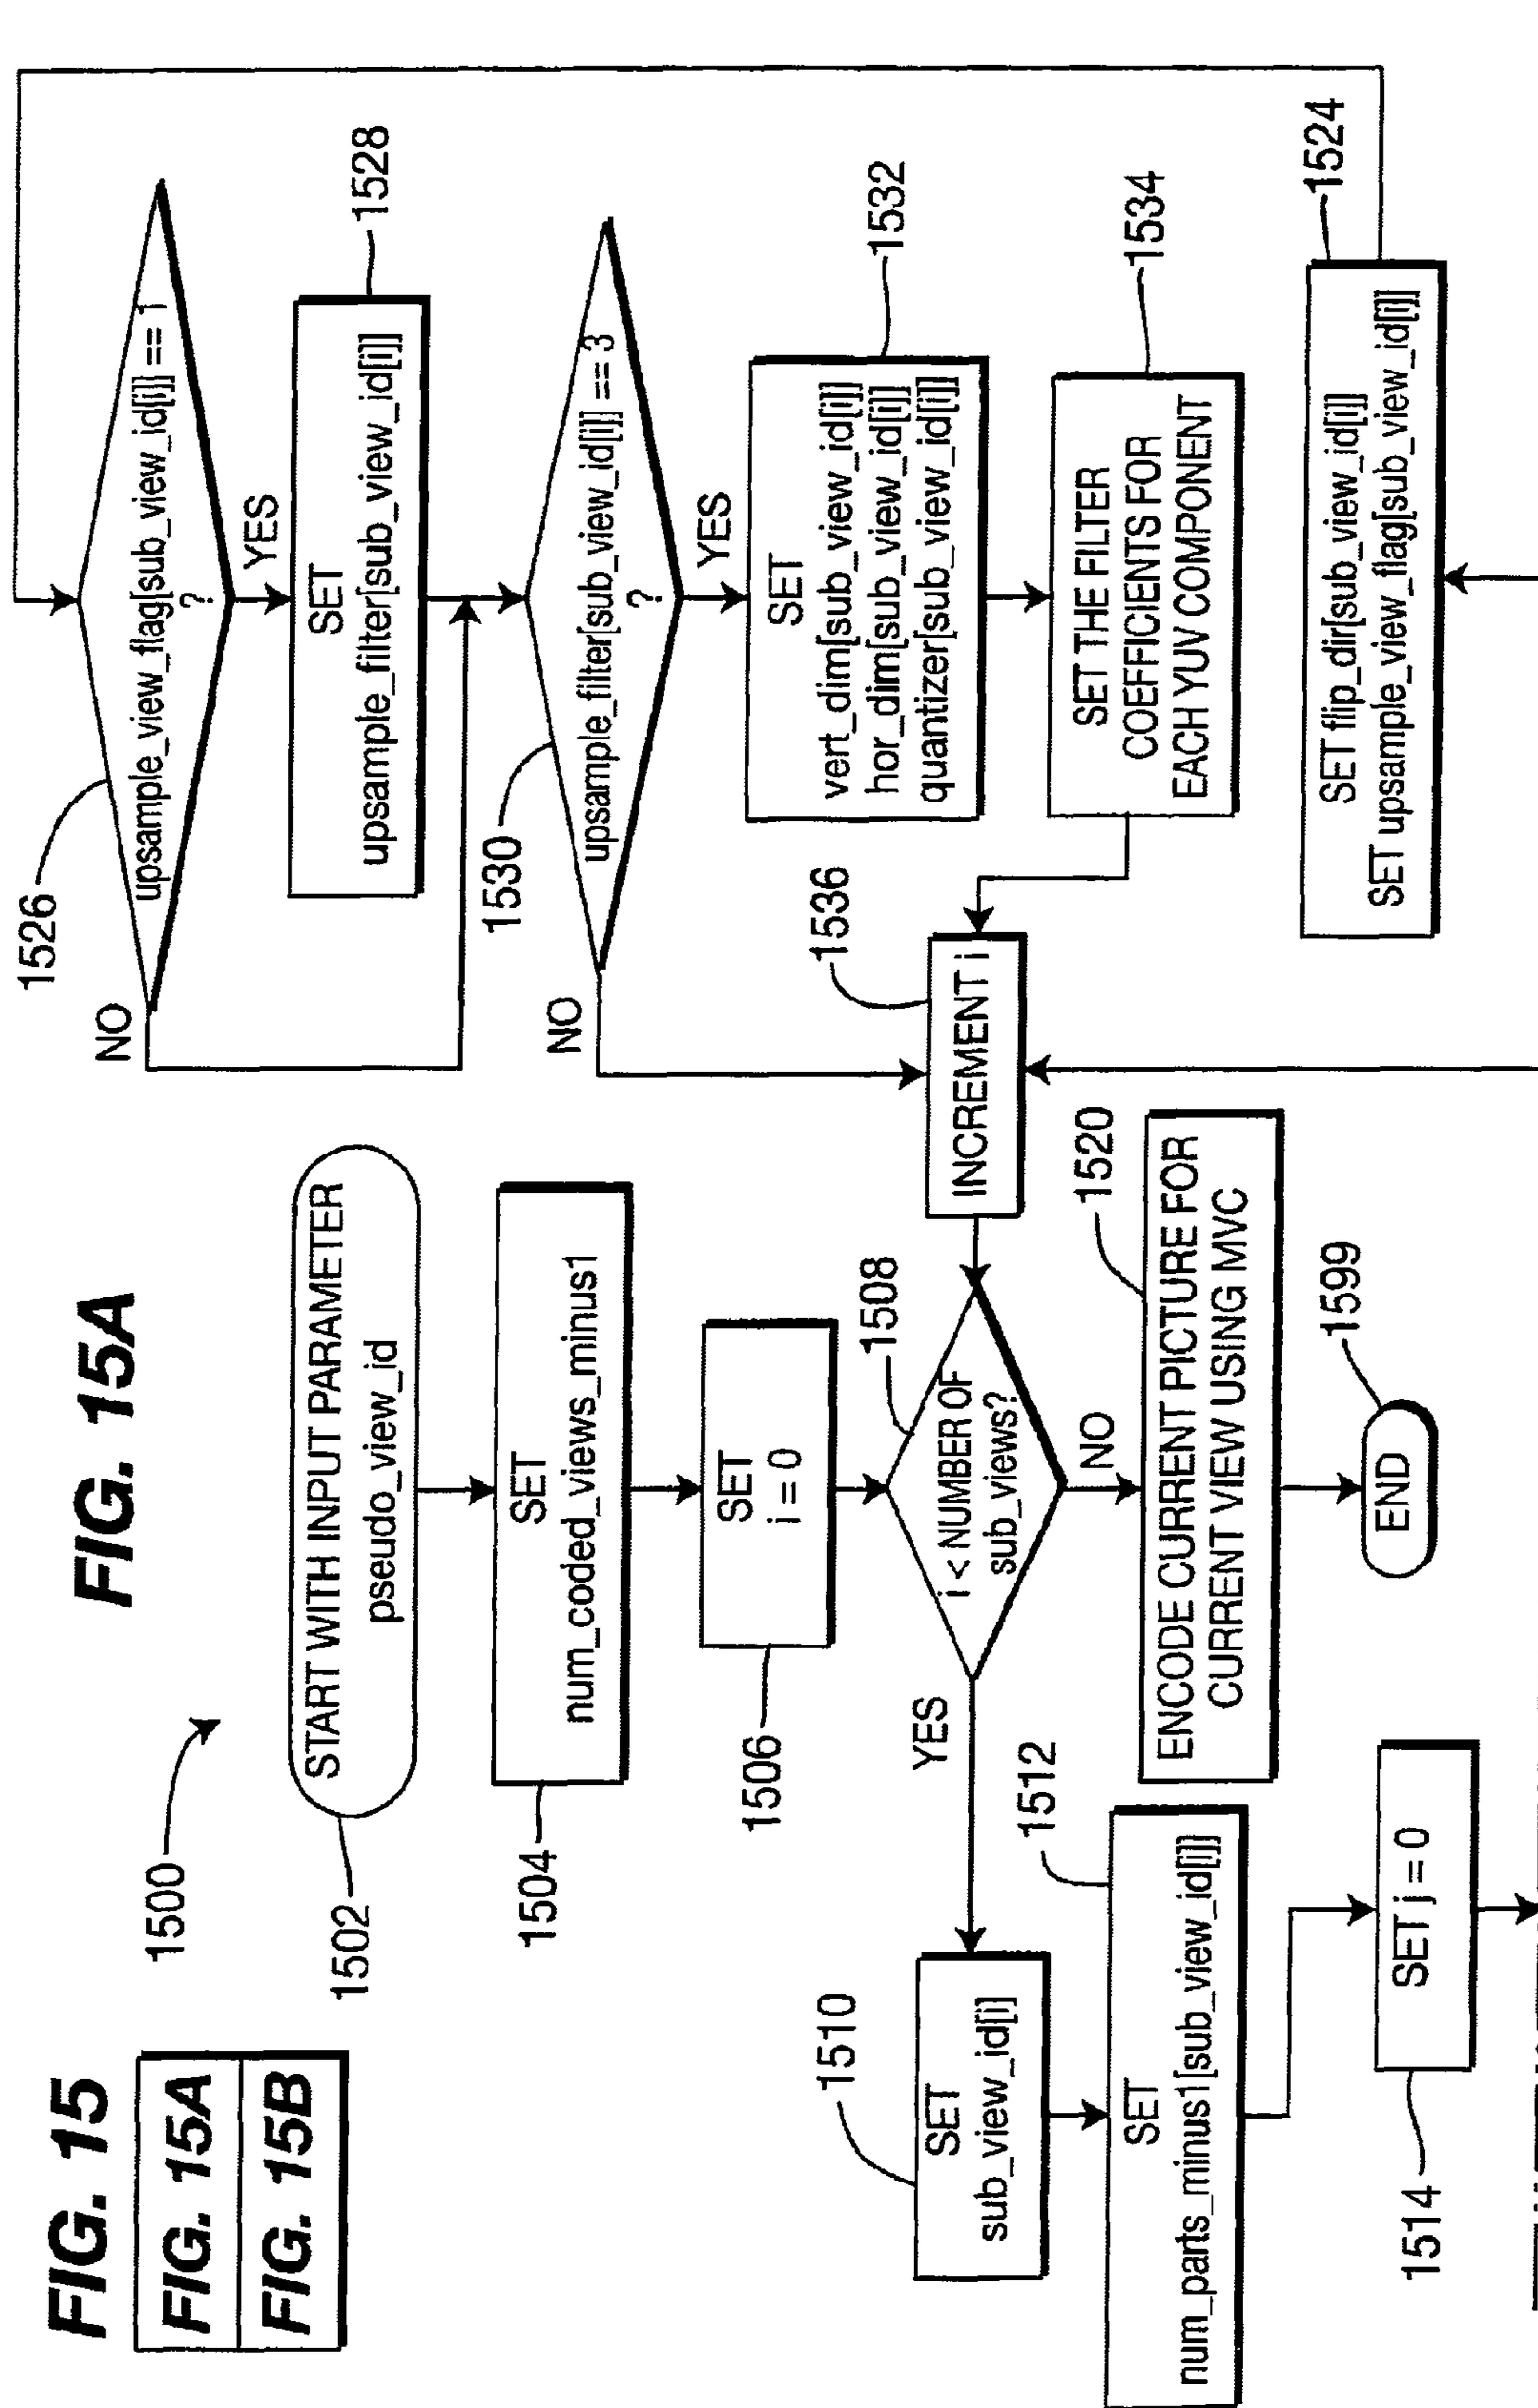 FIG. 15
FIG. 15A
FIG. 15B
FIG. 15A
1500
1502
START WITH INPUT PARAMETER
pseudo_view_id
1504
SET
num_coded_views_minus1
1506
SET
i = 0
1508
i < NUMBER OF
sub_views?
YES
NO
1510
SET
sub_view_id[i]
1512
SET
num_parts_minus1[sub_view_id[i]]
1514
SET j = 0
1520
ENCODE CURRENT PICTURE FOR
CURRENT VIEW USING MVC
1599
END
1526
upsample_view_flag[sub_view_id[i]] == 1
?
NO
YES
1528
SET
upsample_filter[sub_view_id[i]]
1530
upsample_filter[sub_view_id[i]] == 3
?
NO
YES
1532
SET
vert_dim[sub_view_id[i]]
hor_dim[sub_view_id[i]]
quantizer[sub_view_id[i]]
1534
SET THE FILTER
COEFFICIENTS FOR
EACH YUV COMPONENT
1536
INCREMENT i
1524
SET flip_dir[sub_view_id[i]]
SET upsample_view_flag[sub_view_id[i]]